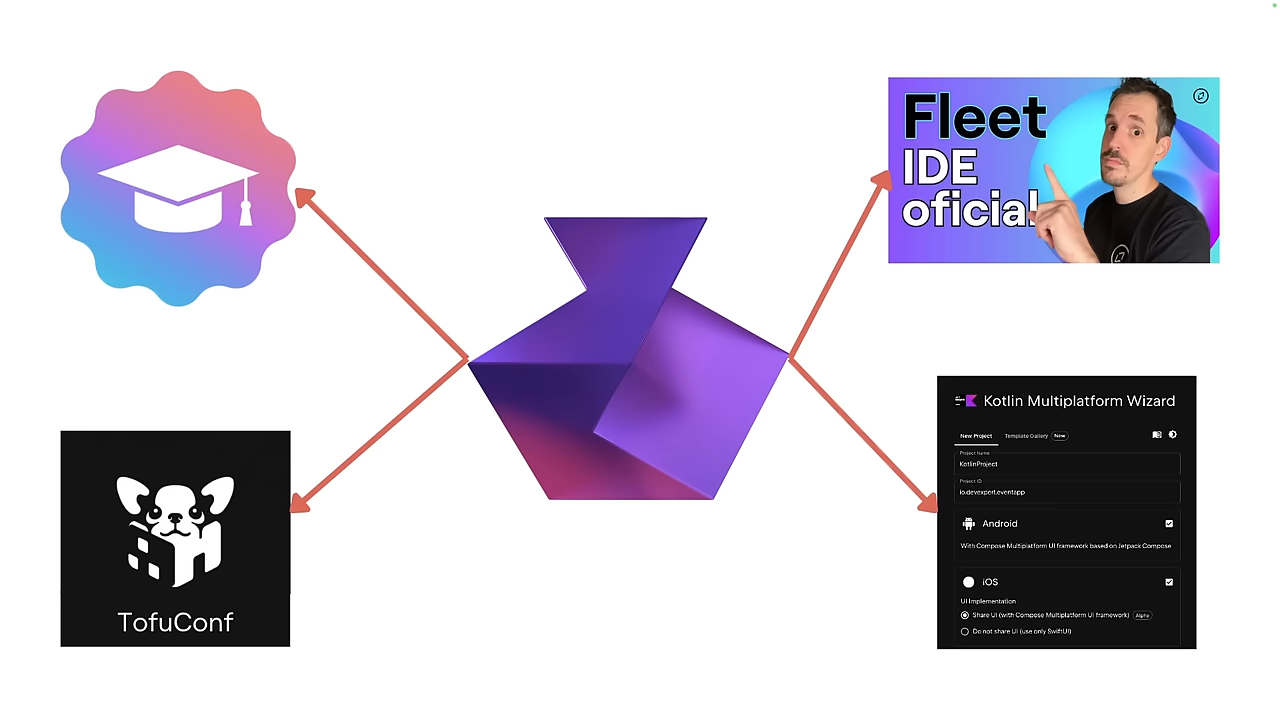 Fleet
IDE
oficial
TofuConf
Kotlin Multiplatform Wizard
New Project
Template Gallery
New
Project Name
KotlinProject
Project ID
io.devexpert.eventapp
Android
With Compose Multiplatform UI framework based on Jetpack Compose
iOS
UI Implementation
Share UI (with Compose Multiplatform UI framework)
Alpha
Do not share UI (use only SwiftUI)